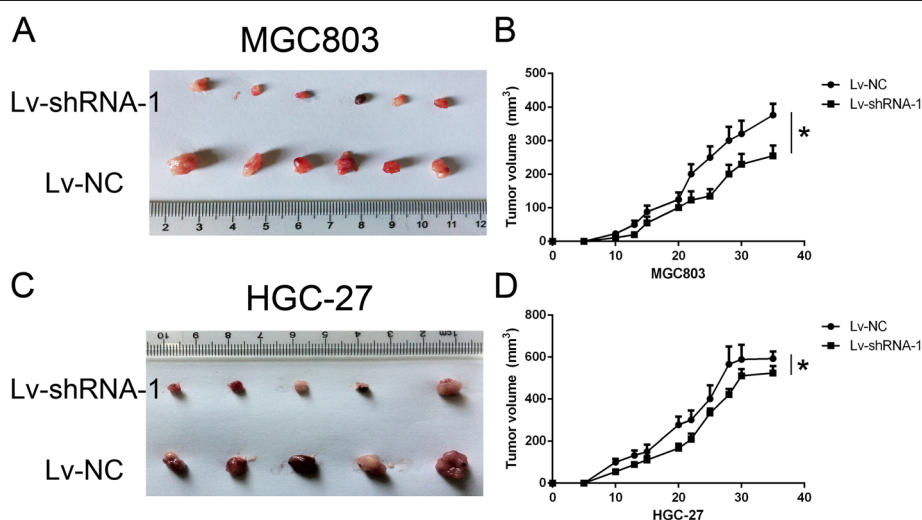 A
MGC803
Lv-shRNA-1
Lv-NC
2 3 4 5 6 7 8 9 10 11 12
B
Tumor volume (mm3)
500
400
300
200
100
0
0 10 20 30 40
MGC803
Lv-NC
Lv-shRNA-1
*
C
HGC-27
10 9 8 7 6 5 4 3 2 1cm
Lv-shRNA-1
Lv-NC
D
Tumor volume (mm3)
800
600
400
200
0
0 10 20 30 40
HGC-27
Lv-NC
Lv-shRNA-1
*